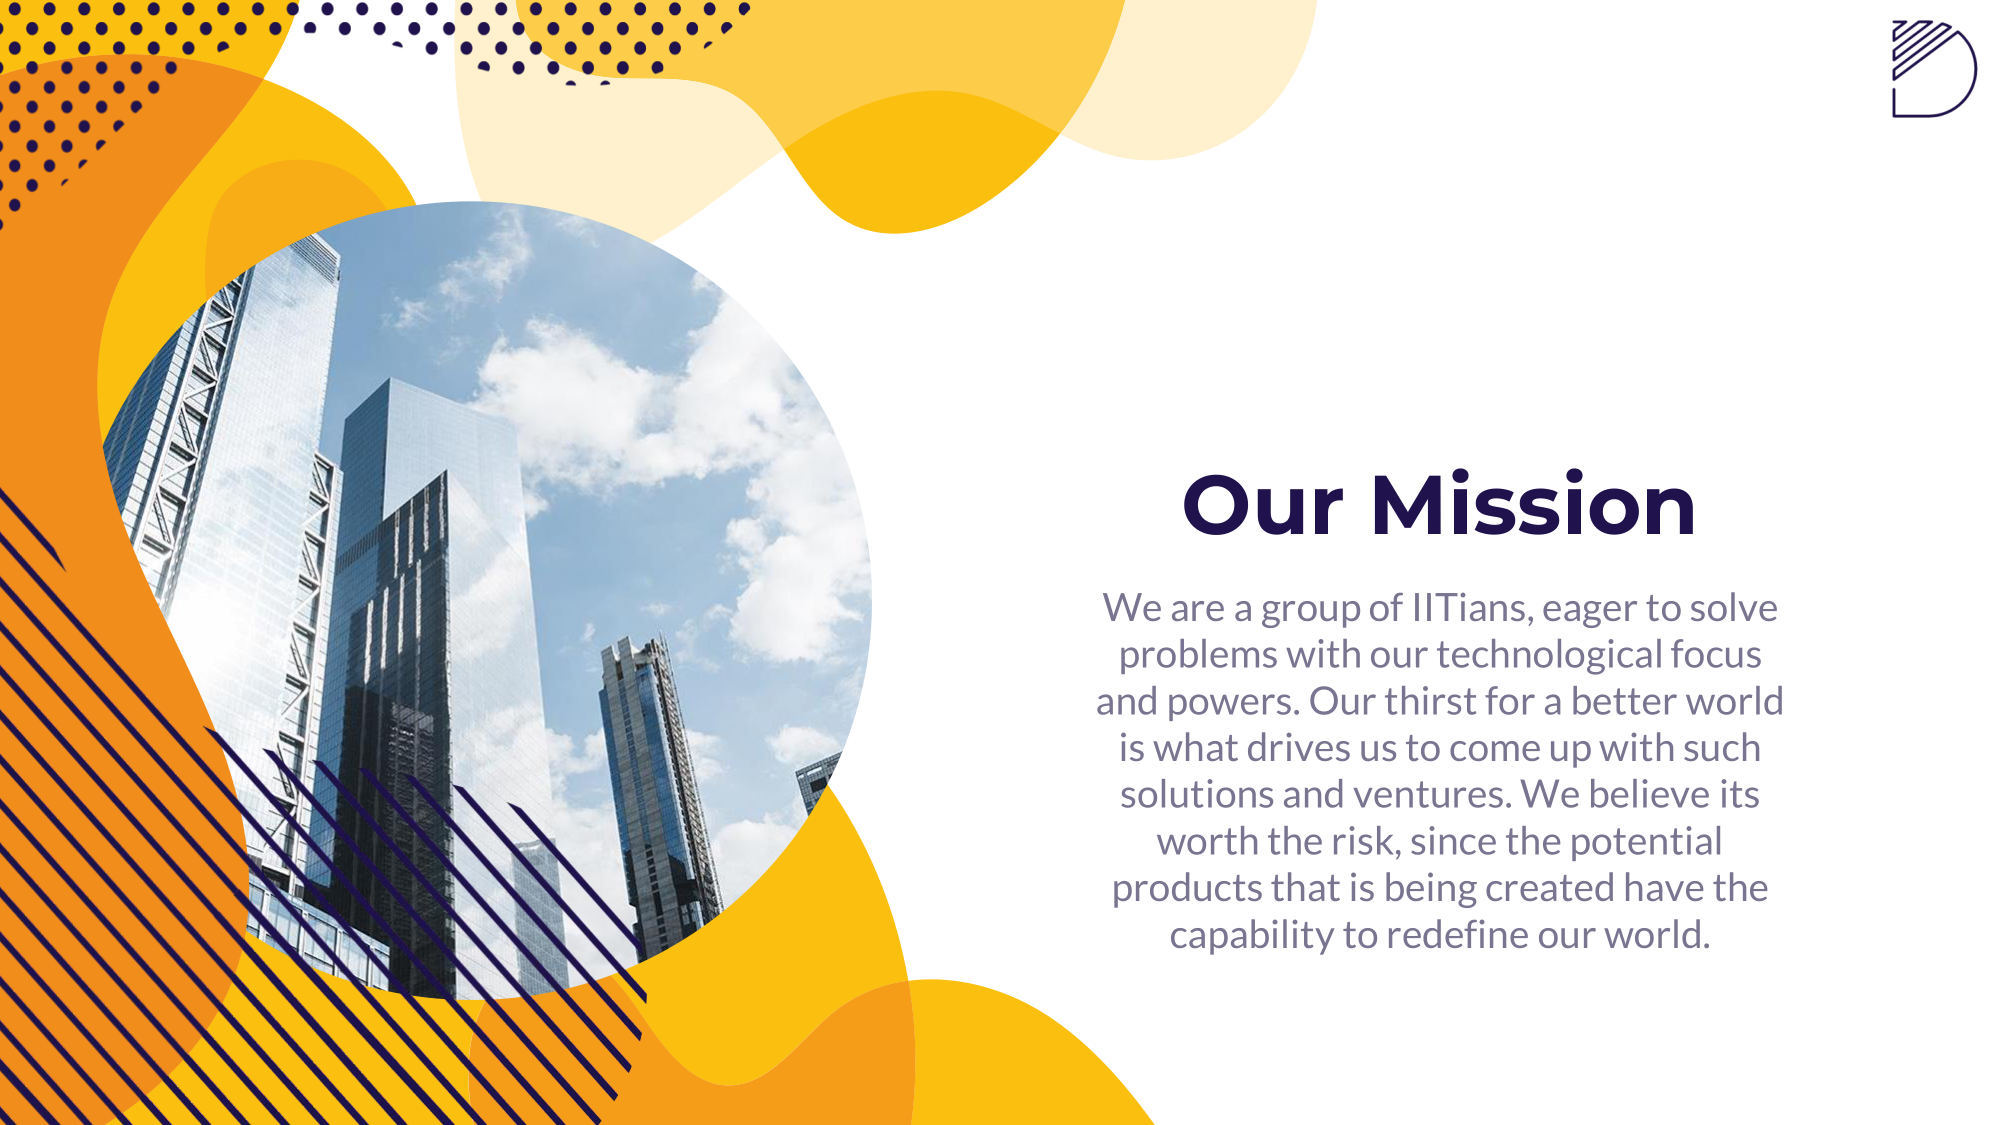 Our Mission
We are a group of IITians, eager to solve
problems with our technological focus
and powers. Our thirst for a better world
is what drives us to come up with such
solutions and ventures. We believe its
worth the risk, since the potential
products that is being created have the
capability to redefine our world.